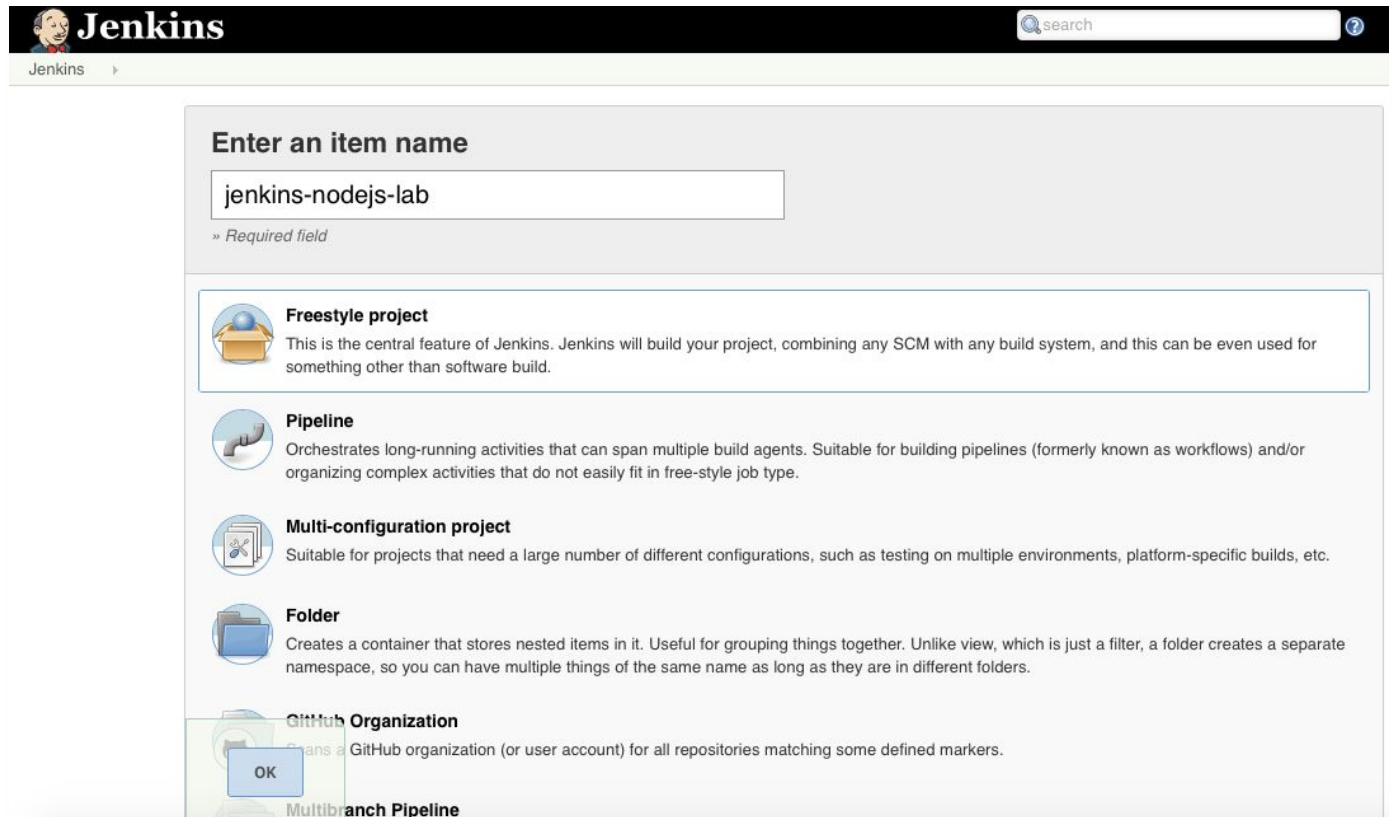 Jenkins
search
Jenkins
Enter an item name
jenkins-nodejs-lab
» Required field
Freestyle project
This is the central feature of Jenkins. Jenkins will build your project, combining any SCM with any build system, and this can be even used for
something other than software build.
Pipeline
Orchestrates long-running activities that can span multiple build agents. Suitable for building pipelines (formerly known as workflows) and/or
organizing complex activities that do not easily fit in free-style job type.
Multi-configuration project
Suitable for projects that need a large number of different configurations, such as testing on multiple environments, platform-specific builds, etc.
Folder
Creates a container that stores nested items in it. Useful for grouping things together. Unlike view, which is just a filter, a folder creates a separate
namespace, so you can have multiple things of the same name as long as they are in different folders.
GitHub Organization
Scans a GitHub organization (or user account) for all repositories matching some defined markers.
OK
Multibranch Pipeline